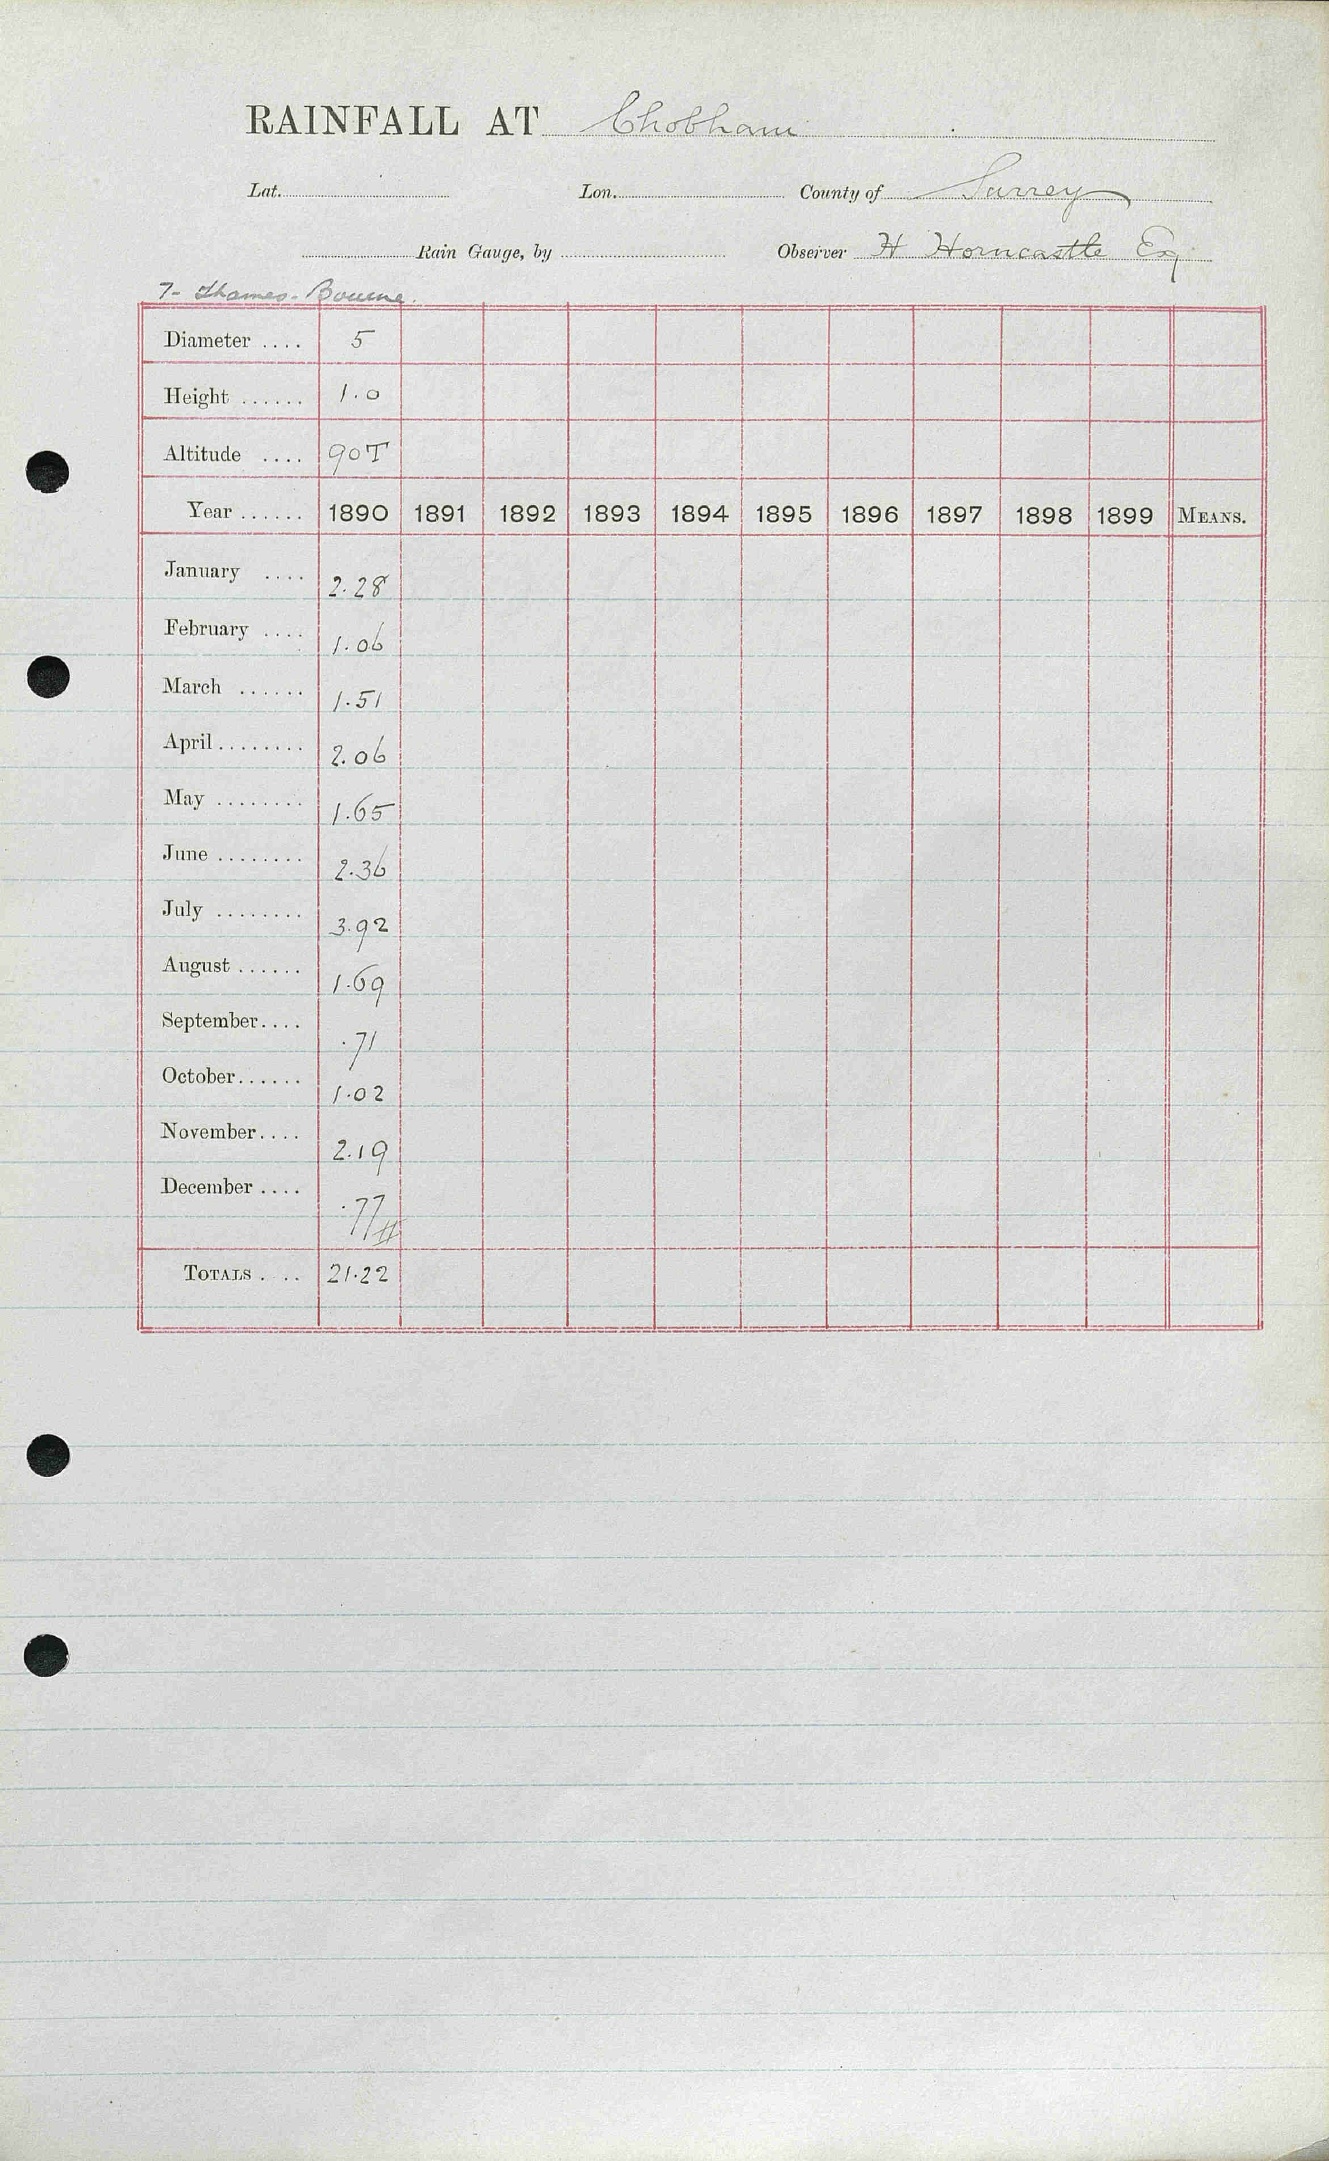 RAINFALL AT Chobham
Lat. Lon. County of Surrey
Rain Gauge, by Observer H Horncastle Esq
7- Thames-Bourne.
Diameter .... 5
Height ...... 1.0
Altitude .... 90T
Year ...... 1890 1891 1892 1893 1894 1895 1896 1897 1898 1899 MEANS.
January .... 2.28
February .... 1.06
March ...... 1.51
April ........ 2.06
May ........ 1.65
June ........ 2.36
July ........ 3.92
August ...... 1.69
September.... .71
October...... 1.02
November.... 2.19
December .... .77
TOTALS . .. 21.22